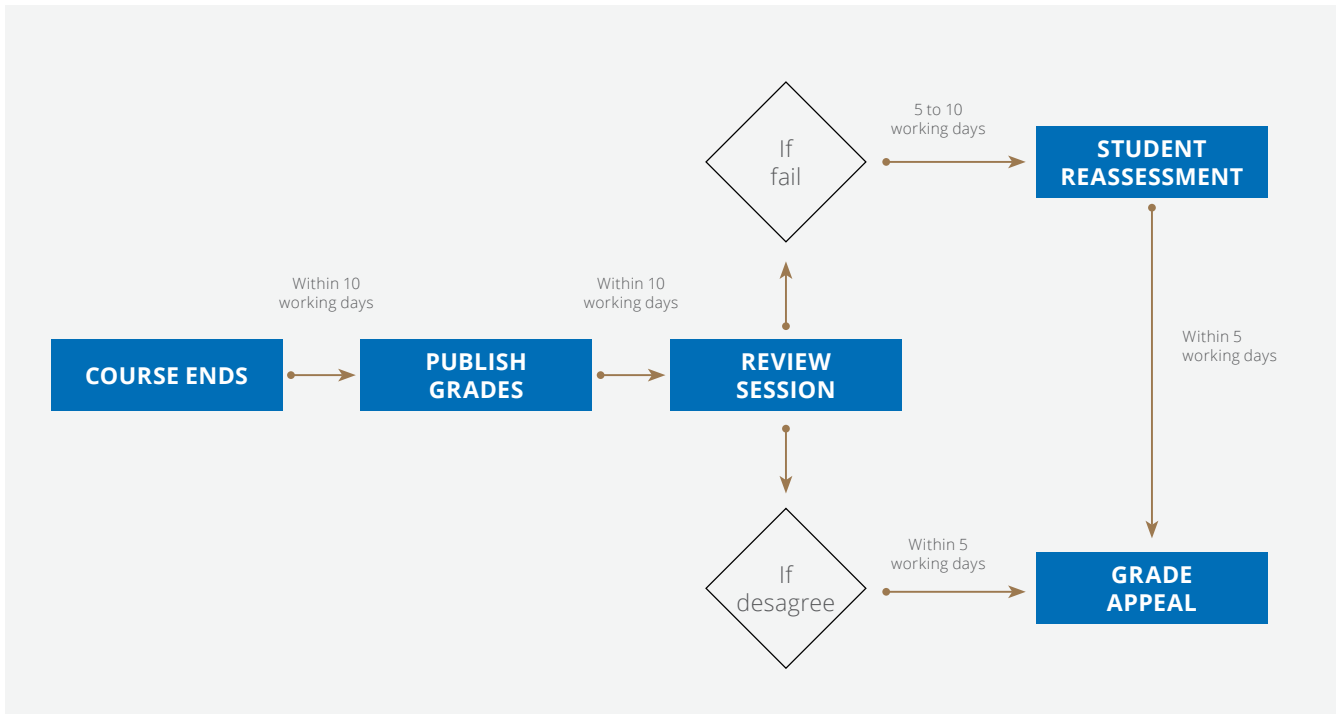 5 to 10
working days
If
fail
STUDENT
REASSESSMENT
Within 10
working days
Within 10
working days
COURSE ENDS
PUBLISH
GRADES
REVIEW
SESSION
Within 5
working days
If
desagree
Within 5
working days
GRADE
APPEAL